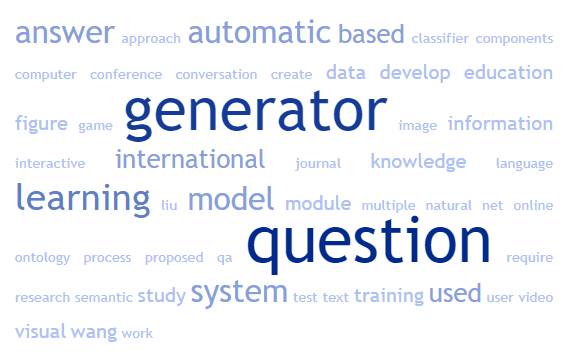 answer approach automatic based classifier components
computer conference conversation create data develop education
figure game generator image information
interactive international journal knowledge language
learning liu model module multiple natural net online
ontology process proposed qa question require
research semantic study system test text training used user video
visual wang work